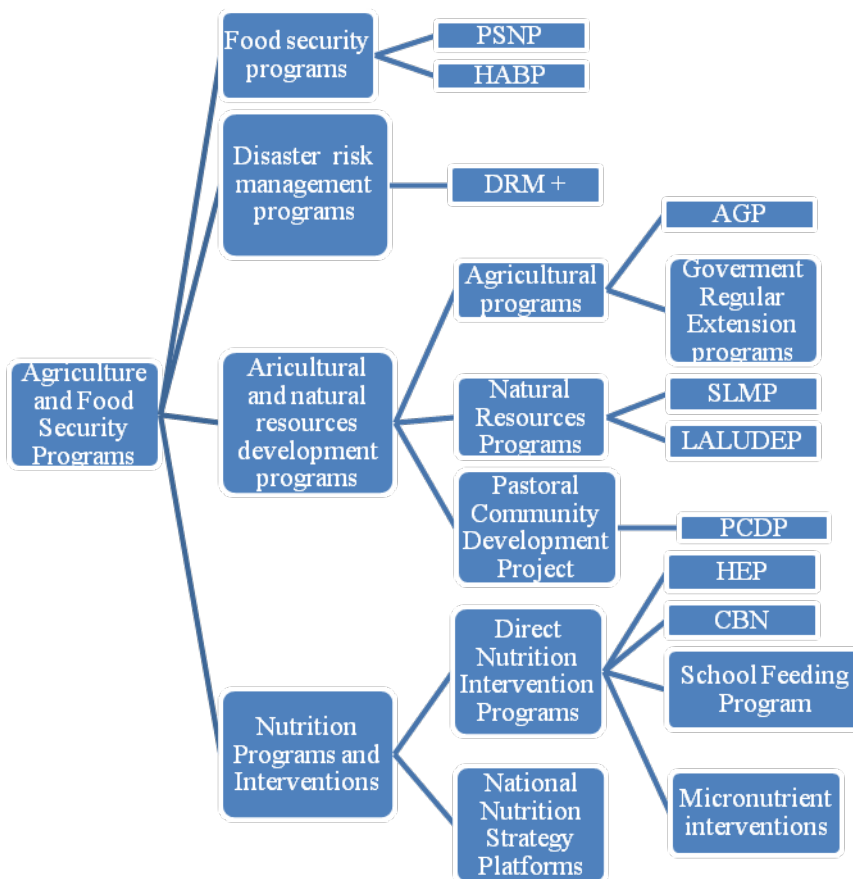 Agriculture
and Food
Security
Programs
Food security
programs
PSNP
HABP
Disaster risk
management
programs
DRM +
Aricultural
and natural
resources
development
programs
Agricultural
programs
AGP
Goverment
Regular
Extension
programs
Natural
Resources
Programs
SLMP
LALUDEP
Pastoral
Community
Development
Project
PCDP
Nutrition
Programs and
Interventions
Direct
Nutrition
Intervention
Programs
HEP
CBN
School Feeding
Program
Micronutrient
interventions
National
Nutrition
Strategy
Platforms